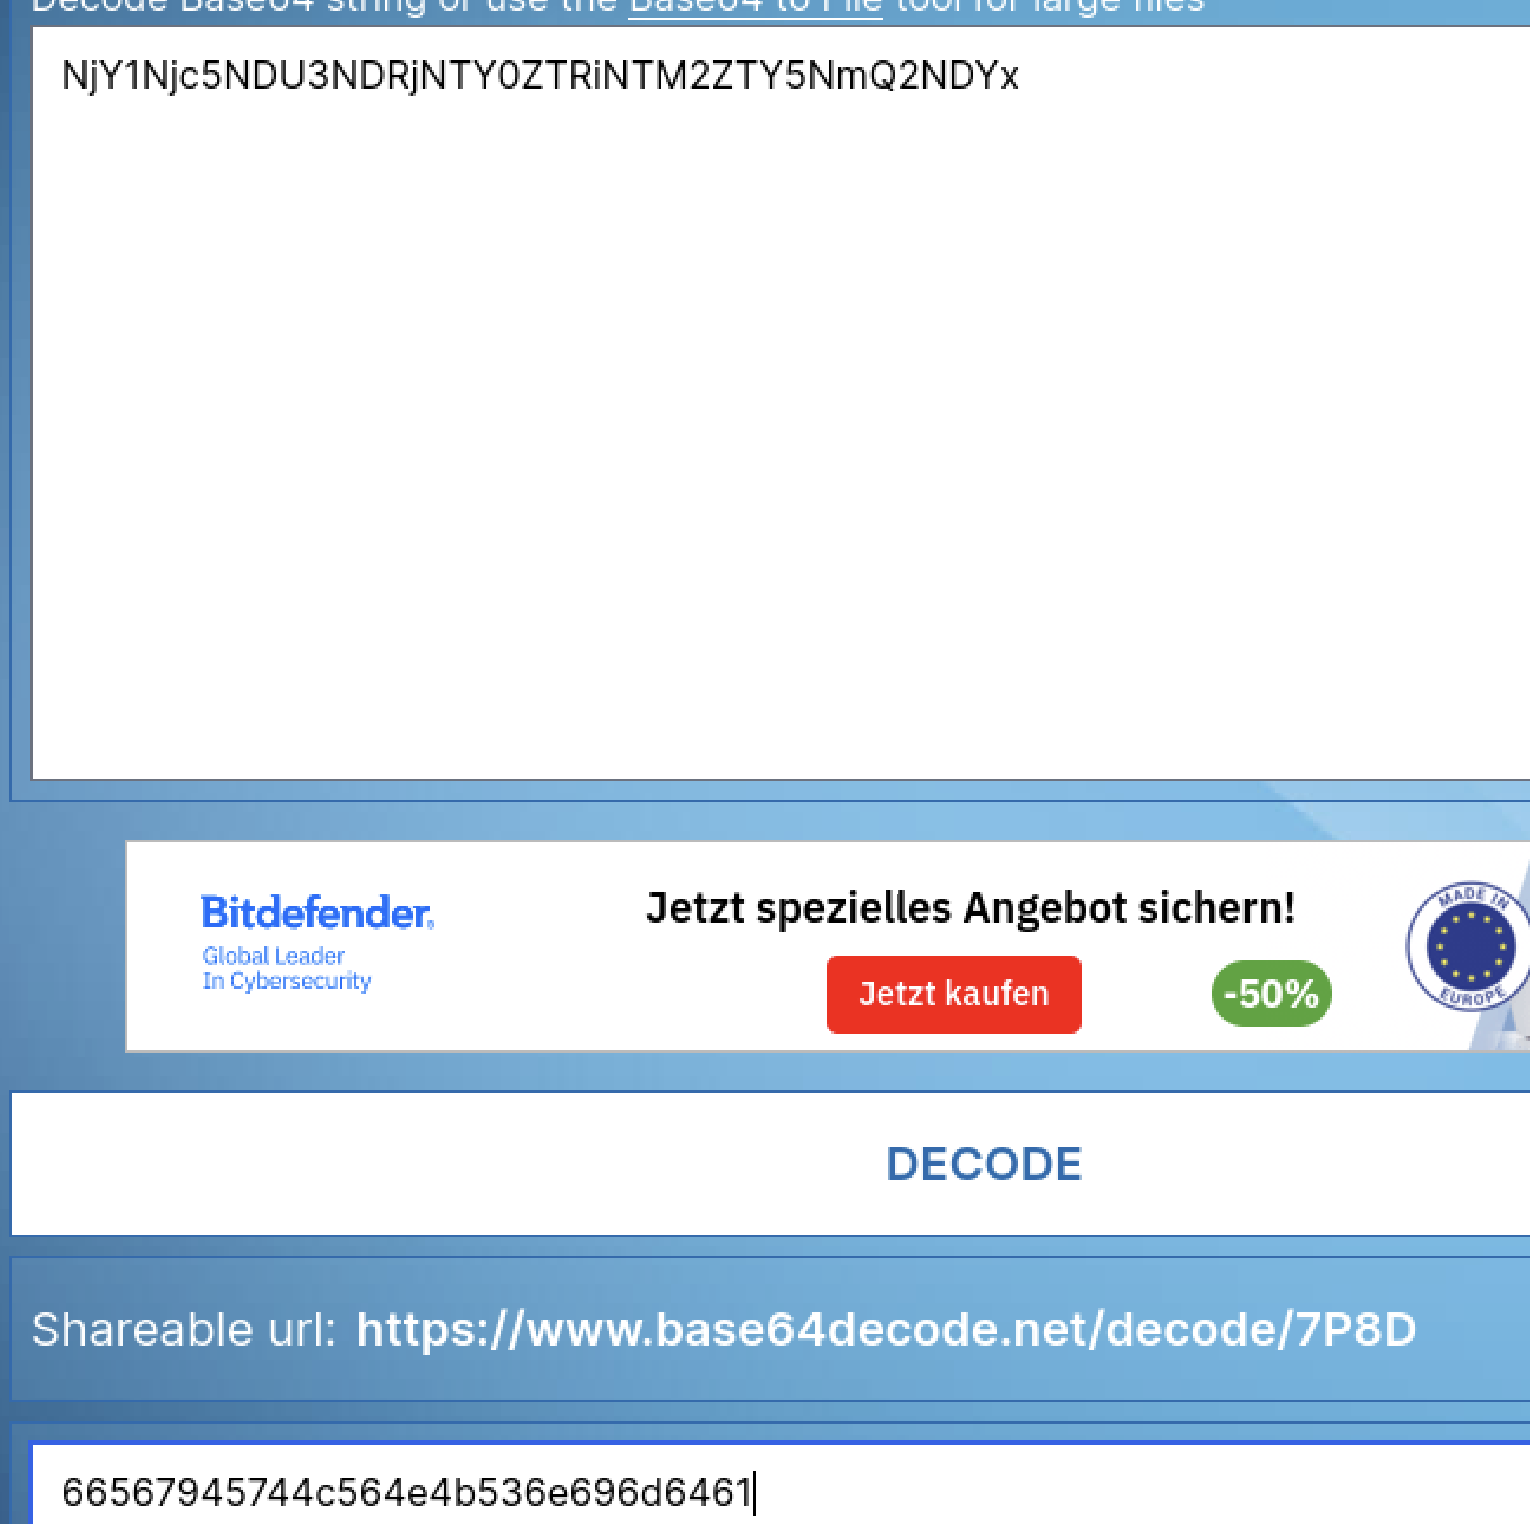 Decode Base64 string or use the Base64 to File tool for large files
NjY1Njc5NDU3NDRjNTY0ZTRiNTM2ZTY5NmQ2NDYx
Bitdefender®
Global Leader
In Cybersecurity
Jetzt spezielles Angebot sichern!
Jetzt kaufen
-50%
MADE IN
EUROPE
DECODE
Shareable url: https://www.base64decode.net/decode/7P8D
66567945744c564e4b536e696d6461